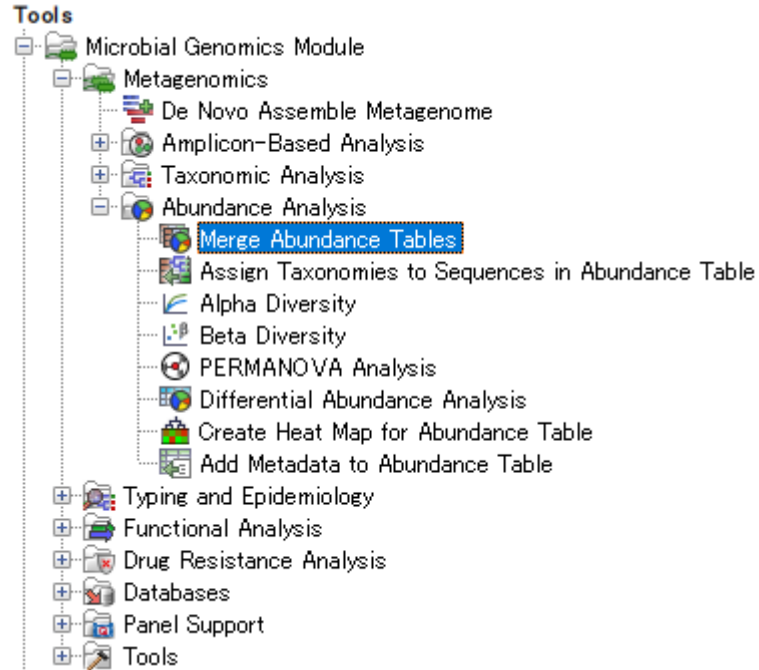 Tools
Microbial Genomics Module
Metagenomics
De Novo Assemble Metagenome
Amplicon-Based Analysis
Taxonomic Analysis
Abundance Analysis
Merge Abundance Tables
Assign Taxonomies to Sequences in Abundance Table
Alpha Diversity
Beta Diversity
PERMANOVA Analysis
Differential Abundance Analysis
Create Heat Map for Abundance Table
Add Metadata to Abundance Table
Typing and Epidemiology
Functional Analysis
Drug Resistance Analysis
Databases
Panel Support
Tools